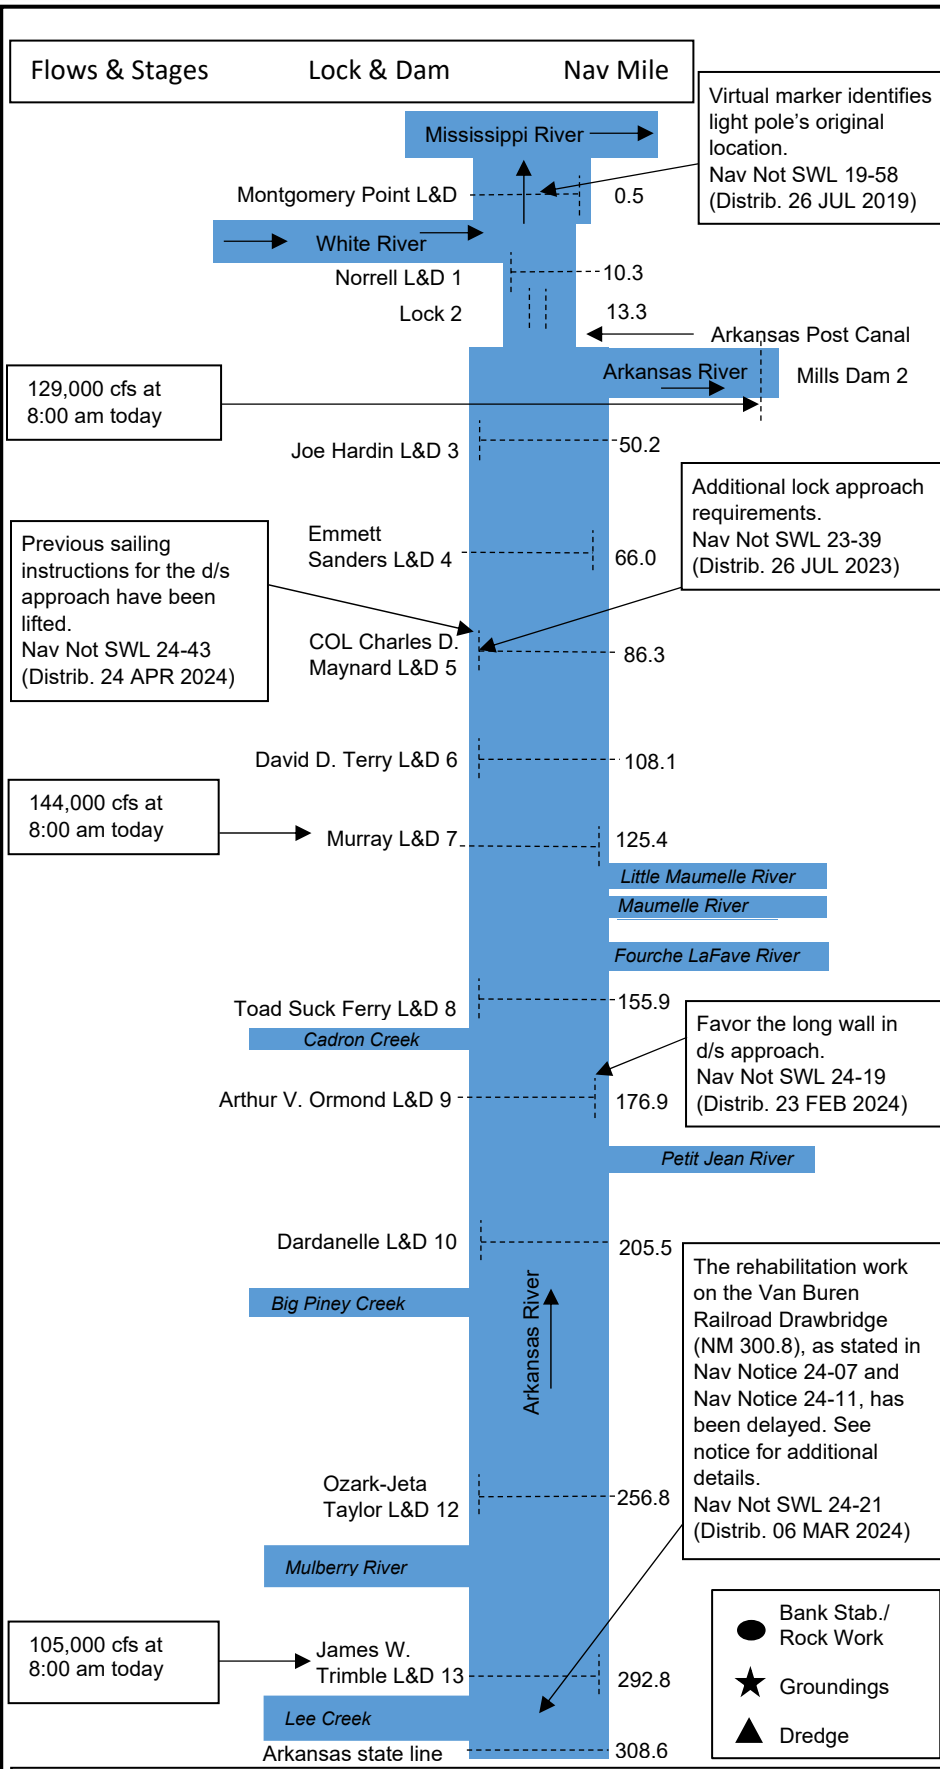 Flows & Stages Lock & Dam Nav Mile
Virtual marker identifies
light pole's original
location.
Nav Not SWL 19-58
(Distrib. 26 JUL 2019)
Mississippi River
Montgomery Point L&D 0.5
White River
Norrell L&D 1 10.3
Lock 2 13.3
Arkansas Post Canal
Arkansas River
Mills Dam 2
129,000 cfs at
8:00 am today
Joe Hardin L&D 3 50.2
Additional lock approach
requirements.
Nav Not SWL 23-39
(Distrib. 26 JUL 2023)
Emmett
Sanders L&D 4 66.0
Previous sailing
instructions for the d/s
approach have been
lifted.
Nav Not SWL 24-43
(Distrib. 24 APR 2024)
COL Charles D.
Maynard L&D 5 86.3
David D. Terry L&D 6 108.1
144,000 cfs at
8:00 am today
Murray L&D 7 125.4
Little Maumelle River
Maumelle River
Fourche LaFave River
Toad Suck Ferry L&D 8 155.9
Cadron Creek
Favor the long wall in
d/s approach.
Nav Not SWL 24-19
(Distrib. 23 FEB 2024)
Arthur V. Ormond L&D 9 176.9
Petit Jean River
Dardanelle L&D 10 205.5
Big Piney Creek
Arkansas River
The rehabilitation work
on the Van Buren
Railroad Drawbridge
(NM 300.8), as stated in
Nav Notice 24-07 and
Nav Notice 24-11, has
been delayed. See
notice for additional
details.
Nav Not SWL 24-21
(Distrib. 06 MAR 2024)
Ozark-Jeta
Taylor L&D 12 256.8
Mulberry River
105,000 cfs at
8:00 am today
James W.
Trimble L&D 13 292.8
Lee Creek
Arkansas state line 308.6
Bank Stab./
Rock Work
Groundings
Dredge